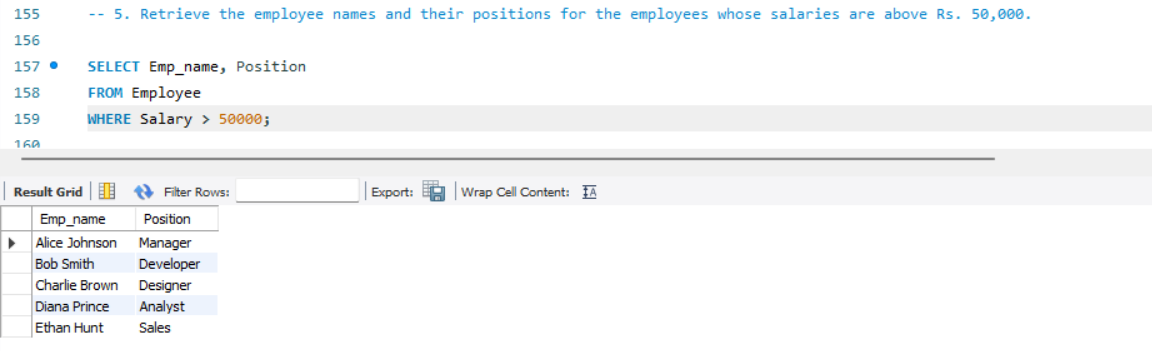 155 -- 5. Retrieve the employee names and their positions for the employees whose salaries are above Rs. 50,000.
156
157 SELECT Emp_name, Position
158 FROM Employee
159 WHERE Salary > 50000;
160
Result Grid Filter Rows: Export: Wrap Cell Content: IA
Emp_name Position
Alice Johnson Manager
Bob Smith Developer
Charlie Brown Designer
Diana Prince Analyst
Ethan Hunt Sales